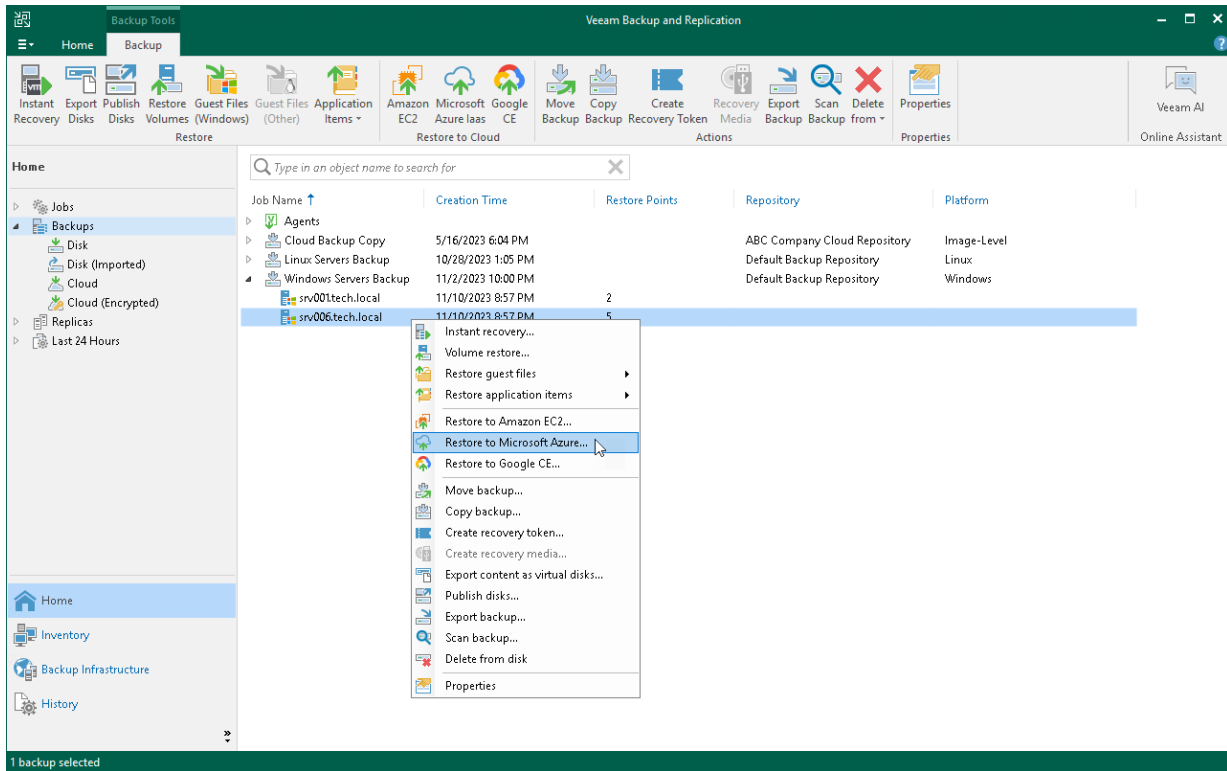 Backup Tools
Veeam Backup and Replication
Home Backup
Instant Recovery
Export Disks
Publish Disks
Restore Volumes
Guest Files (Windows)
Guest Files (Other)
Application Items
Amazon EC2
Microsoft Azure Iaas
Google CE
Move Backup
Copy Backup
Create Recovery Token
Recovery Media
Export Backup
Scan Backup
Delete from
Properties
Veeam AI
Restore
Restore to Cloud
Actions
Properties
Online Assistant
Home
Type in an object name to search for
Jobs
Backups
Disk
Disk (Imported)
Cloud
Cloud (Encrypted)
Replicas
Last 24 Hours
Job Name Creation Time Restore Points Repository Platform
Agents
Cloud Backup Copy 5/16/2023 6:04 PM ABC Company Cloud Repository Image-Level
Linux Servers Backup 10/28/2023 1:05 PM Default Backup Repository Linux
Windows Servers Backup 11/2/2023 10:00 PM Default Backup Repository Windows
srv001.tech.local 11/10/2023 8:57 PM 2
srv006.tech.local 11/10/2023 8:57 PM 5
Instant recovery...
Volume restore...
Restore guest files
Restore application items
Restore to Amazon EC2...
Restore to Microsoft Azure...
Restore to Google CE...
Move backup...
Copy backup...
Create recovery token...
Create recovery media...
Export content as virtual disks...
Publish disks...
Export backup...
Scan backup...
Delete from disk
Properties
Home
Inventory
Backup Infrastructure
History
1 backup selected